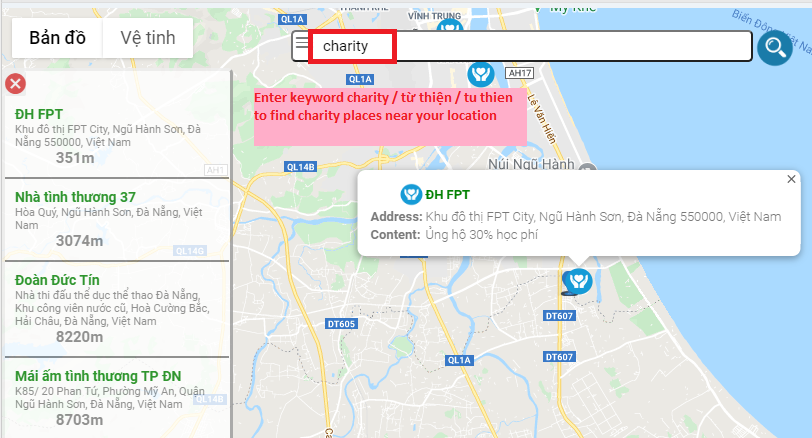 QL1A
VĨNH TRUNG
Mỹ Khê
Biển Đông Việt Nam
Bản đồ
Vệ tinh
charity
QL1A
AH17
Lê Văn Hiến
Enter keyword charity / từ thiện / tu thien
to find charity places near your location
ĐH FPT
Khu đô thị FPT City, Ngũ Hành Sơn, Đà
Nẵng 550000, Việt Nam
351m
AH1
QL14B
Núi Ngũ Hành
Nhà tình thương 37
Hòa Quý, Ngũ Hành Sơn, Đà Nẵng, Việt
Nam
3074m
QL14G
ĐH FPT
Address: Khu đô thị FPT City, Ngũ Hành Sơn, Đà Nẵng 550000, Việt Nam
Content: Ủng hộ 30% học phí
Đoàn Đức Tín
Nhà thi đấu thể dục thể thao Đà Nẵng,
Khu công viên nước cũ, Hoà Cường Bắc,
Hải Châu, Đà Nẵng, Việt Nam
8220m
DT605
DT607
DT607
QL1A
Mái ấm tình thương TP ĐN
K85/ 20 Phan Tứ, Phường Mỹ An, Quận
Ngũ Hành Sơn, Đà Nẵng, Việt Nam
8703m